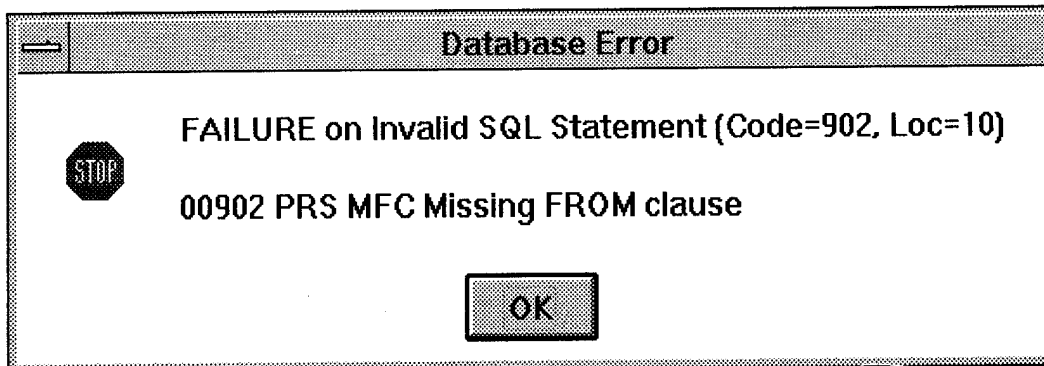 Database Error
FAILURE on Invalid SQL Statement (Code=902, Loc=10)
STOP
00902 PRS MFC Missing FROM clause
OK